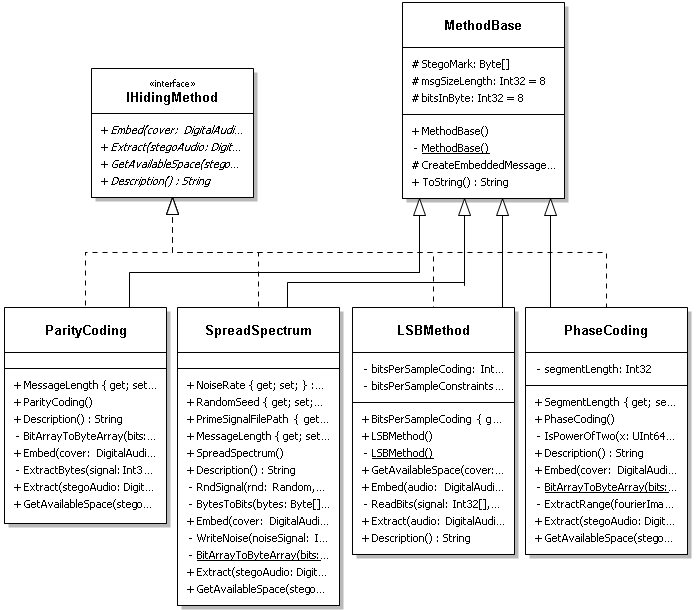 MethodBase
# StegoMark: Byte[]
# msgSizeLength: Int32 = 8
# bitsInByte: Int32 = 8
+ MethodBase()
- MethodBase()
# CreateEmbeddedMessage...
+ ToString() : String
«interface»
IHidingMethod
+ Embed(cover: DigitalAudi...
+ Extract(stegoAudio: Digit...
+ GetAvailableSpace(stego...
+ Description() : String
ParityCoding
+ MessageLength { get; set...
+ ParityCoding()
+ Description() : String
- BitArrayToByteArray(bits:...
+ Embed(cover: DigitalAudi...
- ExtractBytes(signal: Int3...
+ Extract(stegoAudio: Digit...
+ GetAvailableSpace(stego...
SpreadSpectrum
+ NoiseRate { get; set; } :...
+ RandomSeed { get; set;...
+ PrimeSignalFilePath { get...
+ MessageLength { get; set...
+ SpreadSpectrum()
+ Description() : String
- RndSignal(rnd: Random,...
- BytesToBits(bytes: Byte[]...
+ Embed(cover: DigitalAudi...
- WriteNoise(noiseSignal: I...
- BitArrayToByteArray(bits:...
+ Extract(stegoAudio: Digit...
+ GetAvailableSpace(stego...
LSBMethod
- bitsPerSampleCoding: Int...
- bitsPerSampleConstraints...
+ BitsPerSampleCoding { g...
+ LSBMethod()
- LSBMethod()
+ GetAvailableSpace(cover:...
+ Embed(audio: DigitalAudi...
- ReadBits(signal: Int32[],...
+ Extract(audio: DigitalAudi...
+ Description() : String
PhaseCoding
- segmentLength: Int32
+ SegmentLength { get; se...
+ PhaseCoding()
- IsPowerOfTwo(x: UInt64...
+ Description() : String
+ Embed(cover: DigitalAudi...
- BitArrayToByteArray(bits:...
- ExtractRange(fourierIma...
+ Extract(stegoAudio: Digit...
+ GetAvailableSpace(stego...